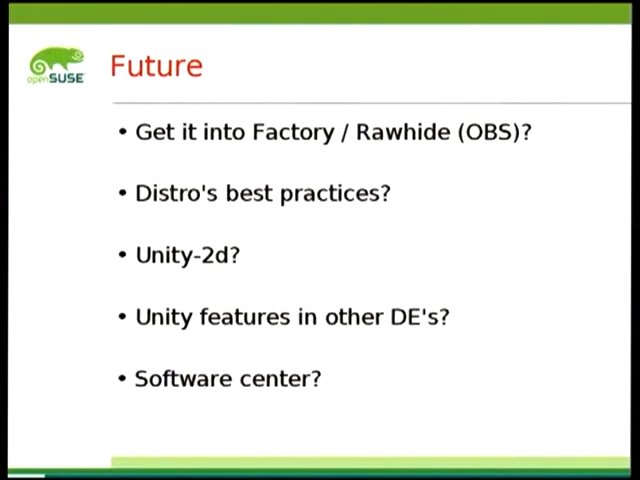 openSUSE
Future
• Get it into Factory / Rawhide (OBS)?
• Distro's best practices?
• Unity-2d?
• Unity features in other DE's?
• Software center?